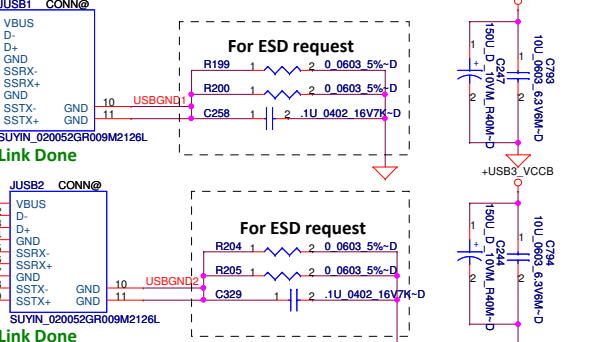 JUSB1 CONN@
VBUS
D-
D+
GND
SSRX-
SSRX+
GND
SSTX- GND 10
SSTX+ GND 11
USBGND1
SUYIN_020052GR009M2126L
Link Done
For ESD request
R199 1 2 0_0603_5%~D
R200 1 2 0_0603_5%~D
C258 1 2 .1U_0402_16V7K~D
1
2
C247
150U_D_10VM_R40M~D
1
2
C793
10U_0603_6.3V6M~D
+USB3_VCCB
JUSB2 CONN@
VBUS
D-
D+
GND
SSRX-
SSRX+
GND
SSTX- GND 10
SSTX+ GND 11
USBGND2
SUYIN_020052GR009M2126L
Link Done
For ESD request
R204 1 2 0_0603_5%~D
R205 1 2 0_0603_5%~D
C329 1 2 .1U_0402_16V7K~D
1
2
C244
150U_D_10VM_R40M~D
1
2
C794
10U_0603_6.3V6M~D